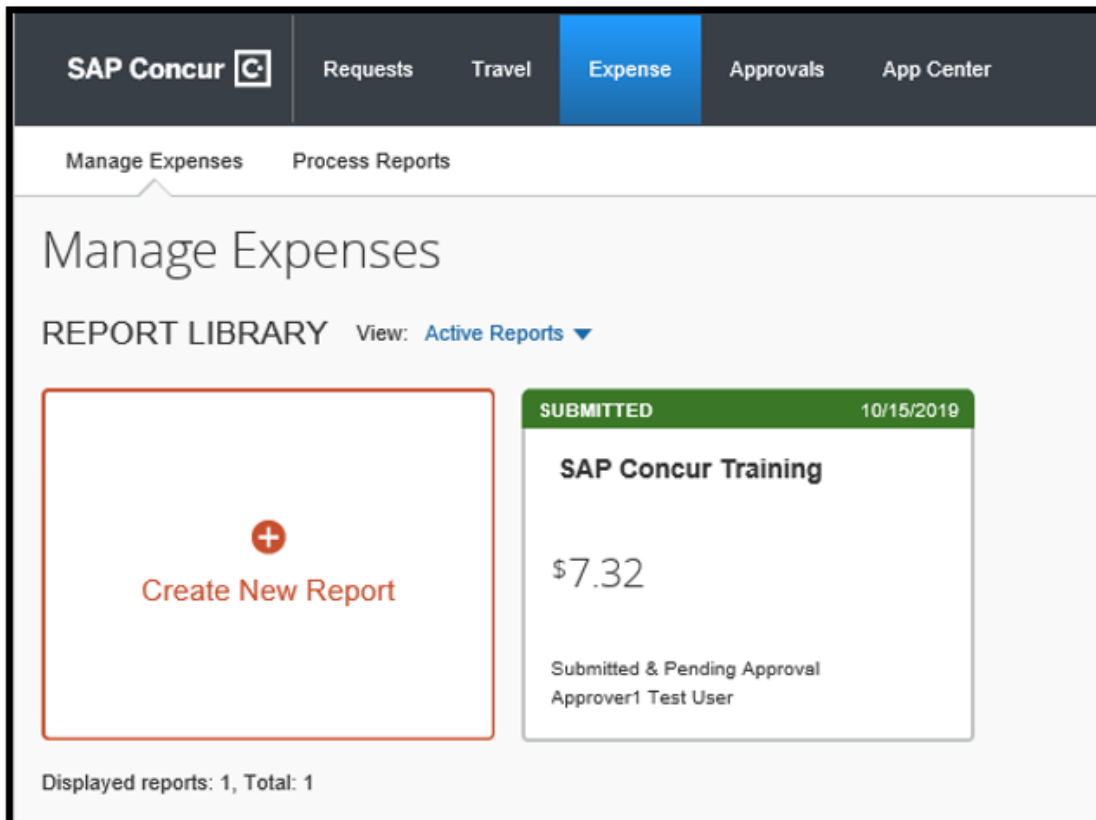 SAP Concur C Requests Travel Expense Approvals App Center
Manage Expenses Process Reports
Manage Expenses
REPORT LIBRARY View: Active Reports
SUBMITTED 10/15/2019
SAP Concur Training
$7.32
Submitted & Pending Approval
Approver1 Test User
Create New Report
Displayed reports: 1, Total: 1